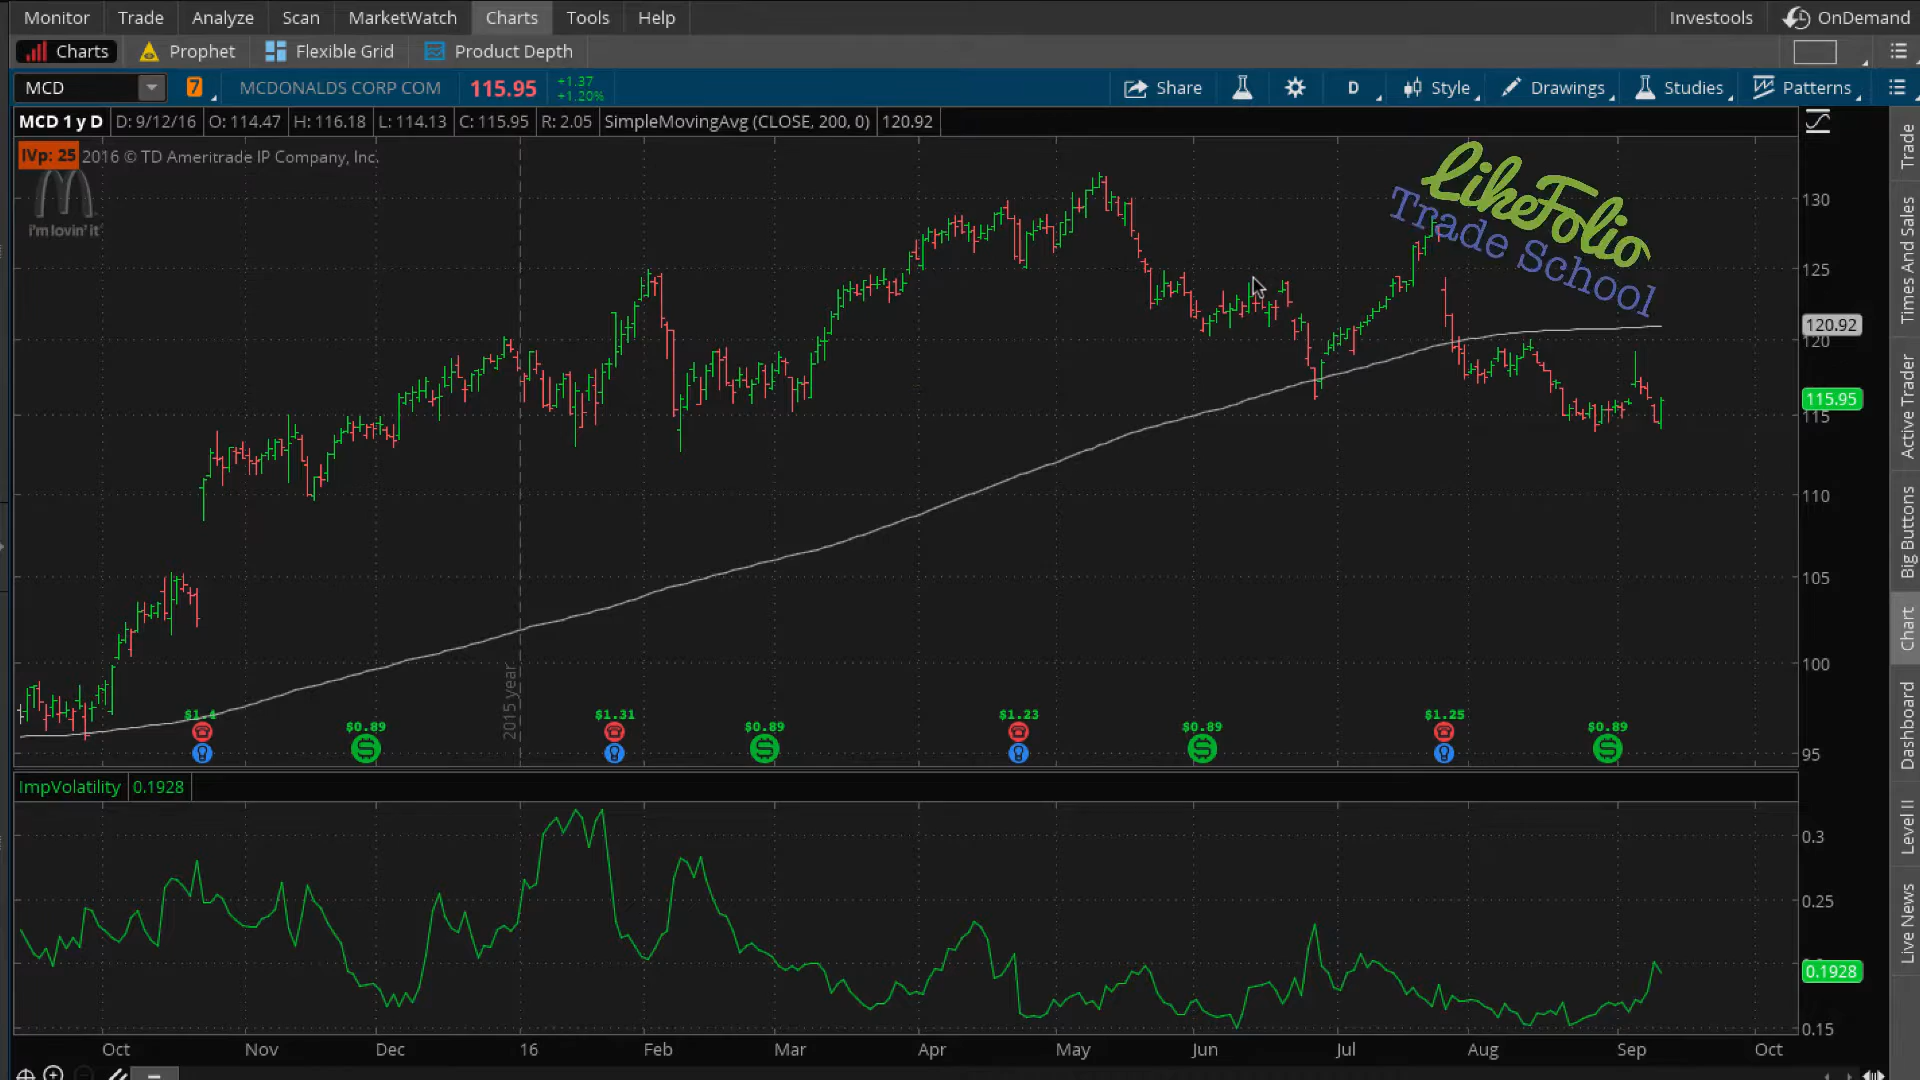 Monitor Trade Analyze Scan MarketWatch Charts Tools Help Investools OnDemand
Charts Prophet Flexible Grid Product Depth
MCD 7 MCDONALDS CORP COM 115.95 +1.37 +1.20% Share D Style Drawings Studies Patterns
MCD 1 y D D: 9/12/16 O: 114.47 H: 116.18 L: 114.13 C: 115.95 R: 2.05 SimpleMovingAvg (CLOSE, 200, 0) 120.92
IVp: 25 2016 © TD Ameritrade IP Company, Inc.
i'm lovin' it
LikeFolio
Trade School
130
125
120.92
120
115.95
115
110
105
100
95
2015 year
$1.4 $0.89 $1.31 $0.89 $1.23 $0.89 $1.25 $0.89
ImpVolatility 0.1928
0.3
0.25
0.1928
0.15
Oct Nov Dec 16 Feb Mar Apr May Jun Jul Aug Sep Oct
Trade
Times And Sales
Active Trader
Big Buttons
Chart
Dashboard
Level II
Live News